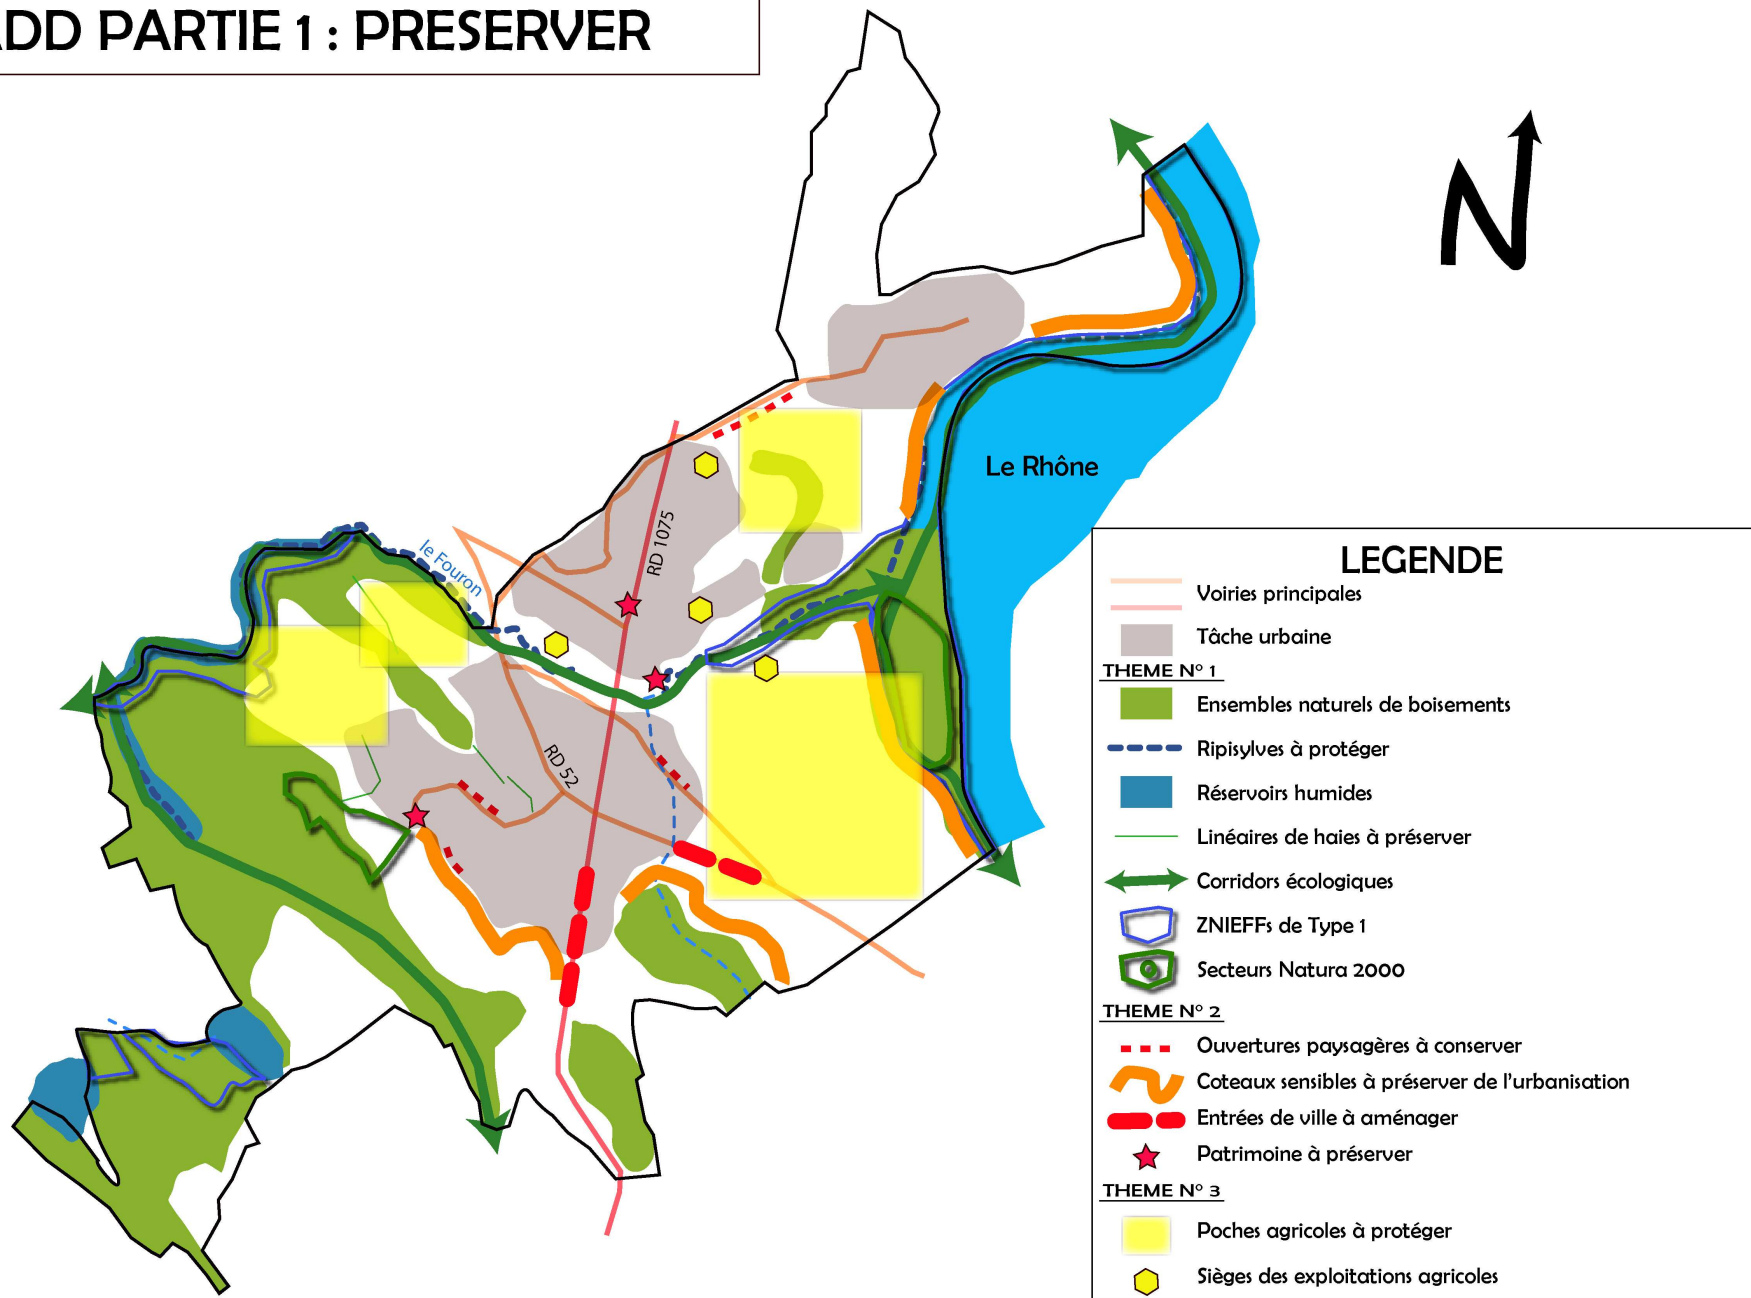 ADD PARTIE 1 : PRESERVER
N
Le Rhône
le Fouron
RD 1075
RD 52
LEGENDE
Voiries principales
Tâche urbaine
THEME N° 1
Ensembles naturels de boisements
Ripisylves à protéger
Réservoirs humides
Linéaires de haies à préserver
Corridors écologiques
ZNIEFFs de Type 1
Secteurs Natura 2000
THEME N° 2
Ouvertures paysagères à conserver
Coteaux sensibles à préserver de l'urbanisation
Entrées de ville à aménager
Patrimoine à préserver
THEME N° 3
Poches agricoles à protéger
Sièges des exploitations agricoles